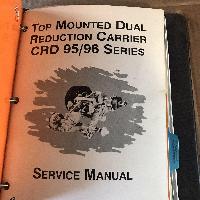 TOP MOUNTED DUAL
REDUCTION CARRIER
CRD 95/96 SERIES
SERVICE MANUAL